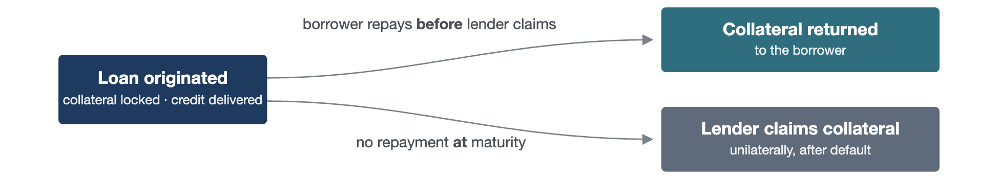 borrower repays before lender claims
Collateral returned
to the borrower
Loan originated
collateral locked · credit delivered
no repayment at maturity
Lender claims collateral
unilaterally, after default